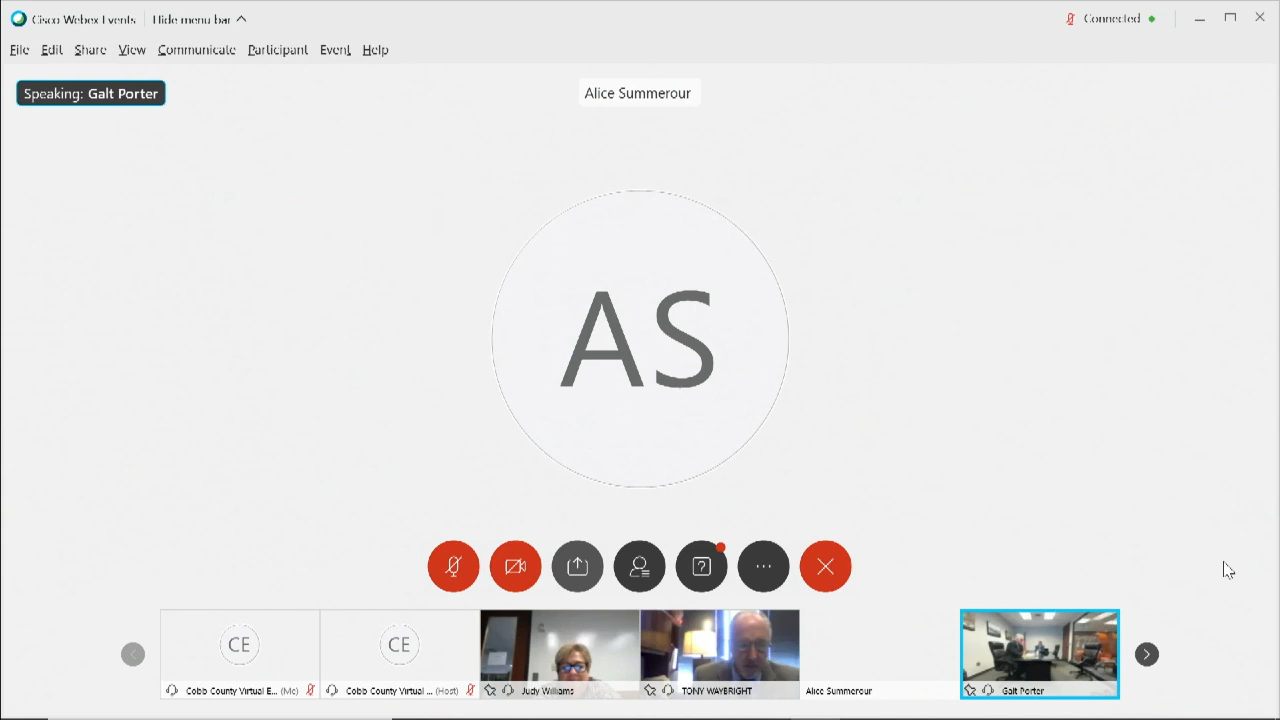 Cisco Webex Events Hide menu bar Connected
File Edit Share View Communicate Participant Event Help
Speaking: Galt Porter
Alice Summerour
AS
?
CE
CE
Cobb County Virtual E... (Me)
Cobb County Virtual ... (Host)
Judy Williams
TONY WAYBRIGHT
Alice Summerour
Galt Porter